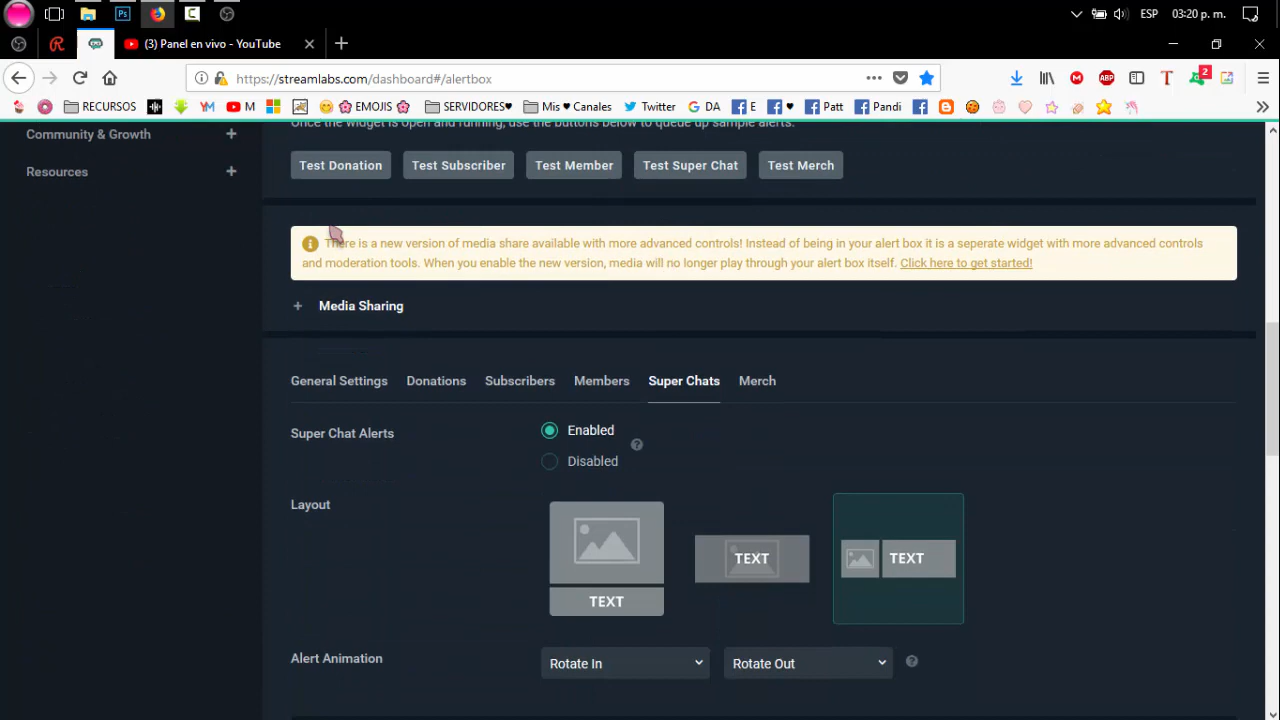 ESP 03:20 p. m.
(3) Panel en vivo - YouTube
https://streamlabs.com/dashboard#/alertbox
ABP T 2
RECURSOS YM M EMOJIS SERVIDORES♥ Mis ♥ Canales Twitter G DA E ♥ Patt Pandi
Community & Growth +
Once the widget is open and running, use the buttons below to queue up sample alerts.
Resources +
Test Donation Test Subscriber Test Member Test Super Chat Test Merch
There is a new version of media share available with more advanced controls! Instead of being in your alert box it is a seperate widget with more advanced controls
and moderation tools. When you enable the new version, media will no longer play through your alert box itself. Click here to get started!
+ Media Sharing
General Settings Donations Subscribers Members Super Chats Merch
Super Chat Alerts Enabled
Disabled
Layout
TEXT TEXT TEXT
Alert Animation Rotate In Rotate Out